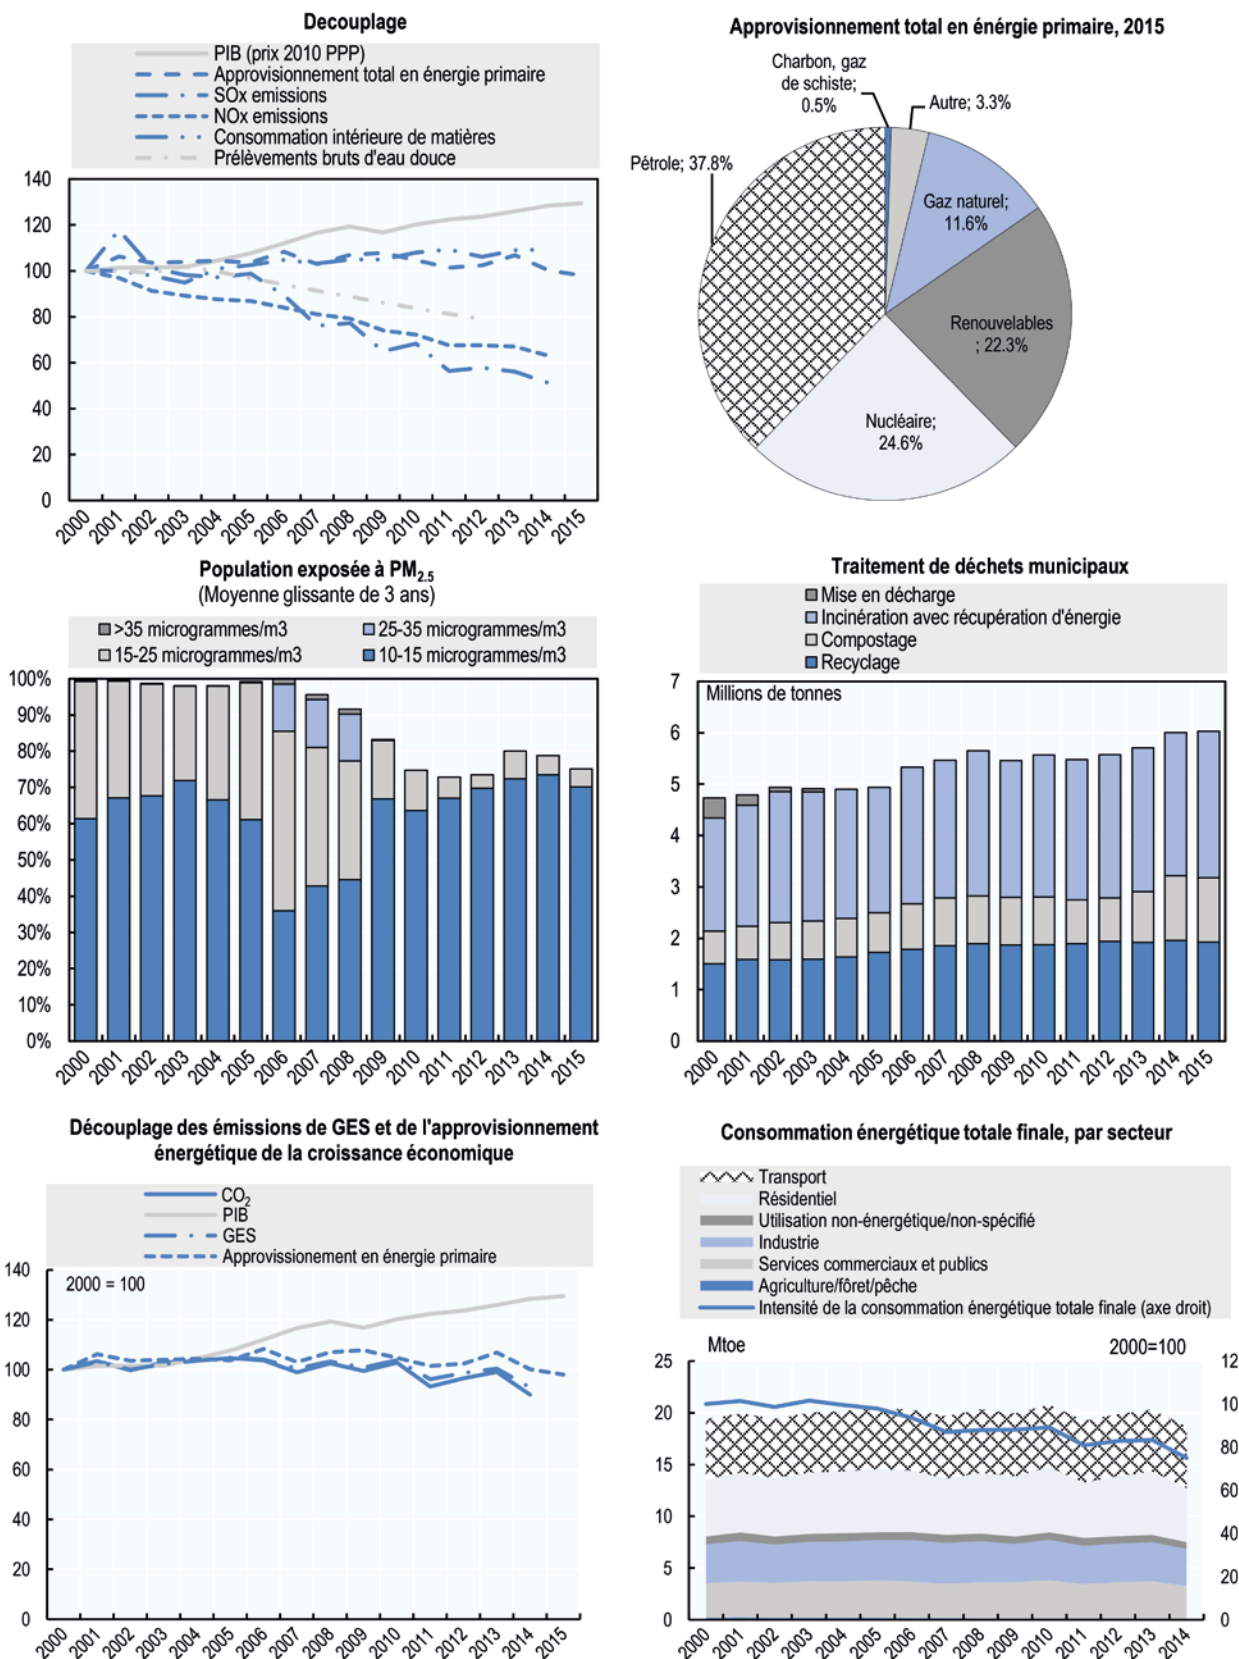 Decouplage
PIB (prix 2010 PPP)
Approvisionnement total en énergie primaire
SOx emissions
NOx emissions
Consommation intérieure de matières
Prélèvements bruts d'eau douce
140
120
100
80
60
40
20
0
2000 2001 2002 2003 2004 2005 2006 2007 2008 2009 2010 2011 2012 2013 2014 2015
Approvisionnement total en énérgie primaire, 2015
Charbon, gaz
de schiste;
0.5%
Autre; 3.3%
Pétrole; 37.8%
Gaz naturel;
11.6%
Renouvelables
; 22.3%
Nucléaire;
24.6%
Population exposée à PM2.5
(Moyenne glissante de 3 ans)
>35 microgrammes/m3
25-35 microgrammes/m3
15-25 microgrammes/m3
10-15 microgrammes/m3
100%
90%
80%
70%
60%
50%
40%
30%
20%
10%
0%
2000 2001 2002 2003 2004 2005 2006 2007 2008 2009 2010 2011 2012 2013 2014 2015
Traitement de déchets municipaux
Mise en décharge
Incinération avec récupération d'énergie
Compostage
Recyclage
Millions de tonnes
7
6
5
4
3
2
1
0
2000 2001 2002 2003 2004 2005 2006 2007 2008 2009 2010 2011 2012 2013 2014 2015
Découplage des émissions de GES et de l'approvisionnement
énergétique de la croissance économique
CO2
PIB
GES
Approvissionement en énergie primaire
2000 = 100
140
120
100
80
60
40
20
0
2000 2001 2002 2003 2004 2005 2006 2007 2008 2009 2010 2011 2012 2013 2014 2015
Consommation énergétique totale finale, par secteur
Transport
Résidentiel
Utilisation non-énergétique/non-spécifié
Industrie
Services commerciaux et publics
Agriculture/fôret/pêche
Intensité de la consommation énergétique totale finale (axe droit)
Mtoe
2000=100
25
20
15
10
5
0
12
10
80
60
40
20
0
2000 2001 2002 2003 2004 2005 2006 2007 2008 2009 2010 2011 2012 2013 2014